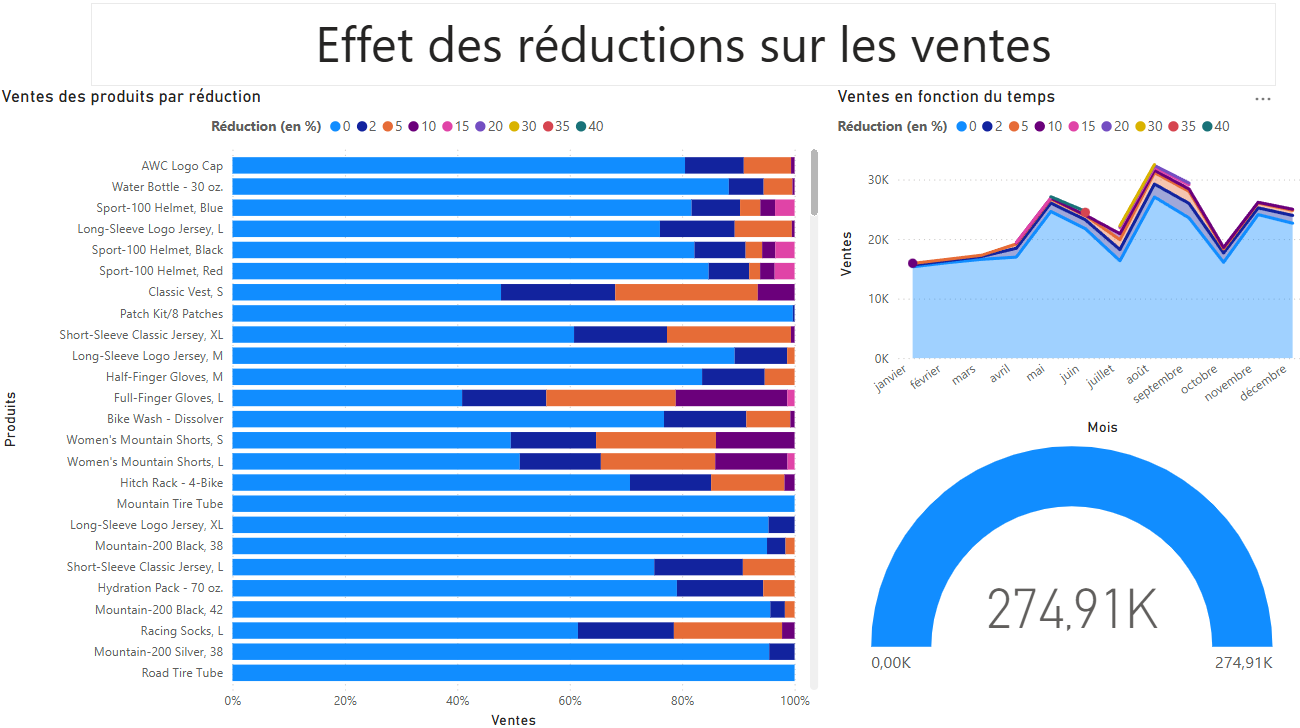 Effet des réductions sur les ventes
Ventes des produits par réduction
Réduction (en %) 0 2 5 10 15 20 30 35 40
Produits
AWC Logo Cap
Water Bottle - 30 oz.
Sport-100 Helmet, Blue
Long-Sleeve Logo Jersey, L
Sport-100 Helmet, Black
Sport-100 Helmet, Red
Classic Vest, S
Patch Kit/8 Patches
Short-Sleeve Classic Jersey, XL
Long-Sleeve Logo Jersey, M
Half-Finger Gloves, M
Full-Finger Gloves, L
Bike Wash - Dissolver
Women's Mountain Shorts, S
Women's Mountain Shorts, L
Hitch Rack - 4-Bike
Mountain Tire Tube
Long-Sleeve Logo Jersey, XL
Mountain-200 Black, 38
Short-Sleeve Classic Jersey, L
Hydration Pack - 70 oz.
Mountain-200 Black, 42
Racing Socks, L
Mountain-200 Silver, 38
Road Tire Tube
0% 20% 40% 60% 80% 100%
Ventes
Ventes en fonction du temps
Réduction (en %) 0 2 5 10 15 20 30 35 40
Ventes
30K
20K
10K
0K
janvier février mars avril mai juin juillet août septembre octobre novembre décembre
Mois
274,91K
0,00K 274,91K